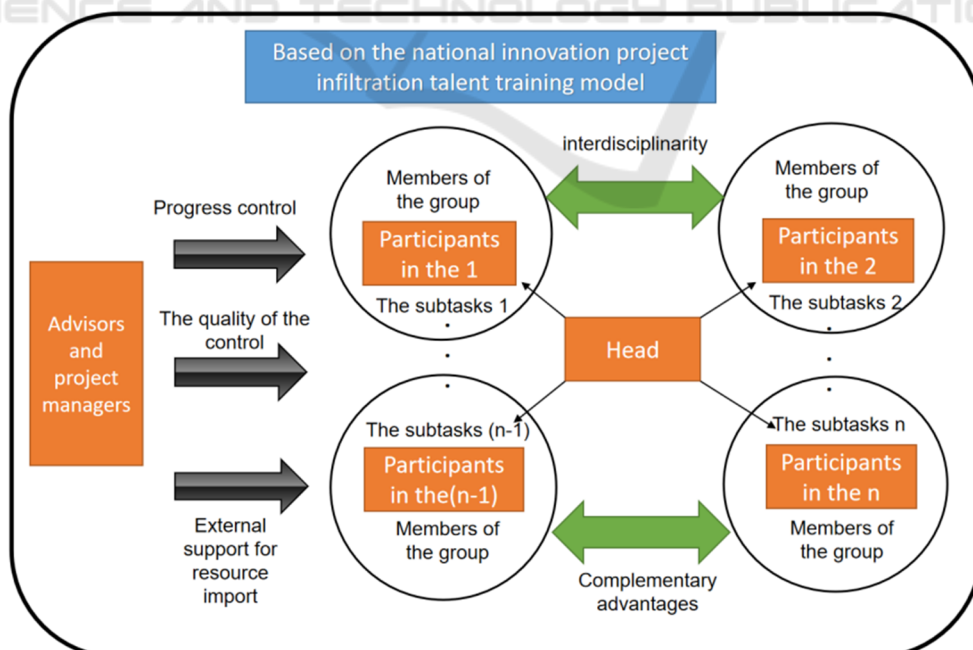 Based on the national innovation project
infiltration talent training model
interdisciplinarity
Members of
the group
Participants
in the 1
The subtasks 1
Members of
the group
Participants
in the 2
The subtasks 2
Progress control
The quality of the
control
External
support for
resource
import
Advisors
and
project
managers
Head
The subtasks (n-1)
Participants
in the(n-1)
Members of
the group
The subtasks n
Participants
in the n
Members of
the group
Complementary
advantages